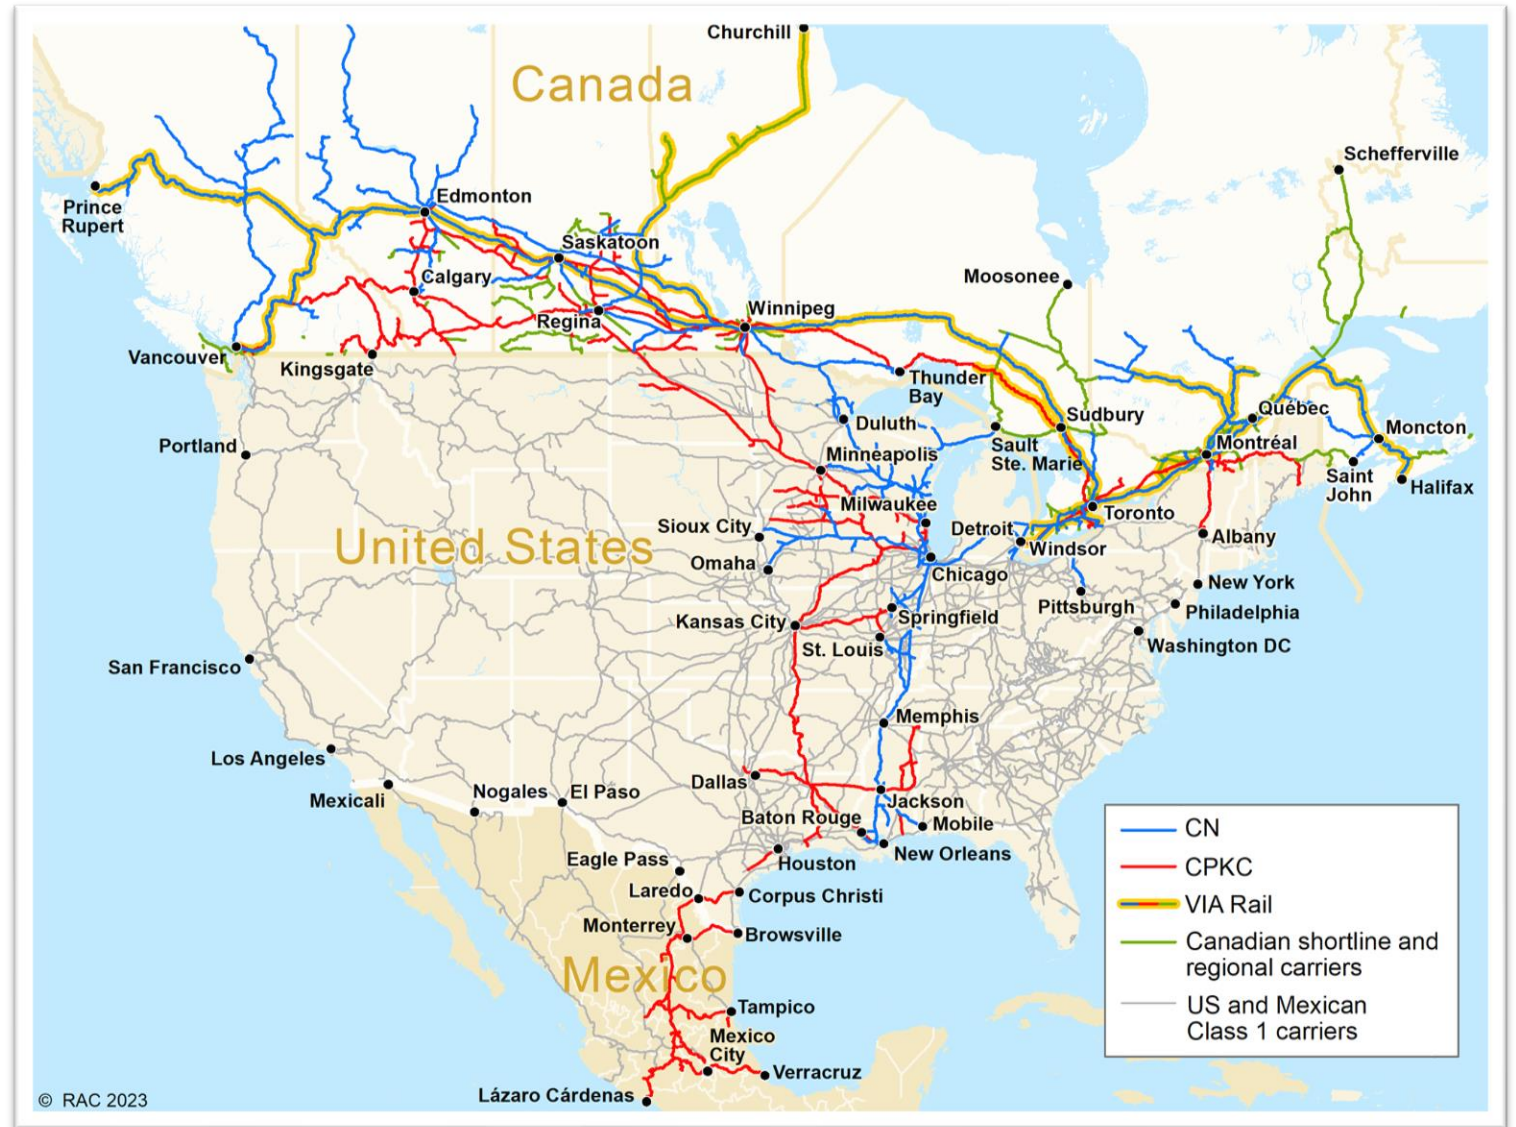 Churchill
Canada
Schefferville
Edmonton
Prince
Rupert
Saskatoon
Moosonee
Calgary
Winnipeg
Regina
Vancouver
Kingsgate
Thunder
Bay
Québec
Sudbury
Duluth
Moncton
Portland
Montréal
Sault
Ste. Marie
Minneapolis
Saint
John
Halifax
Milwaukee
Toronto
Sioux City
Detroit
Albany
United States
Windsor
Omaha
Chicago
New York
Pittsburgh
Philadelphia
Kansas City
Springfield
Washington DC
St. Louis
San Francisco
Memphis
Los Angeles
Dallas
Nogales
El Paso
Mexicali
Jackson
Baton Rouge
Mobile
New Orleans
Houston
Eagle Pass
Laredo
Corpus Christi
Monterrey
Browsville
Mexico
Tampico
Mexico
City
Verracruz
Lázaro Cárdenas
CN
CPKC
VIA Rail
Canadian shortline and
regional carriers
US and Mexican
Class 1 carriers
© RAC 2023